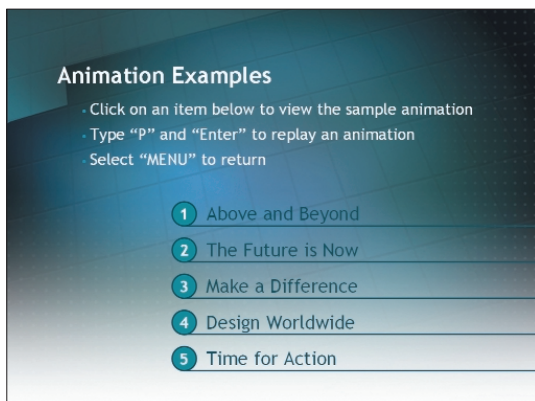 Animation Examples
- Click on an item below to view the sample animation
- Type “P” and “Enter” to replay an animation
- Select “MENU” to return
1 Above and Beyond
2 The Future is Now
3 Make a Difference
4 Design Worldwide
5 Time for Action